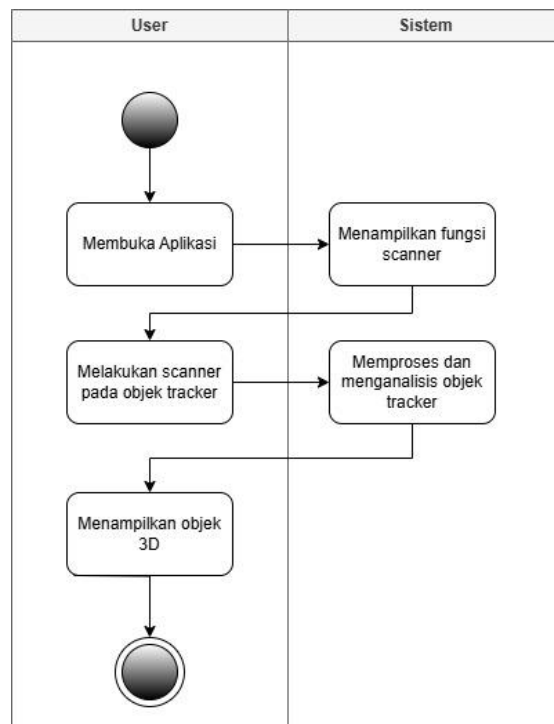 User
Sistem
Membuka Aplikasi
Menampilkan fungsi
scanner
Melakukan scanner
pada objek tracker
Memproses dan
menganalisis objek
tracker
Menampilkan objek
3D